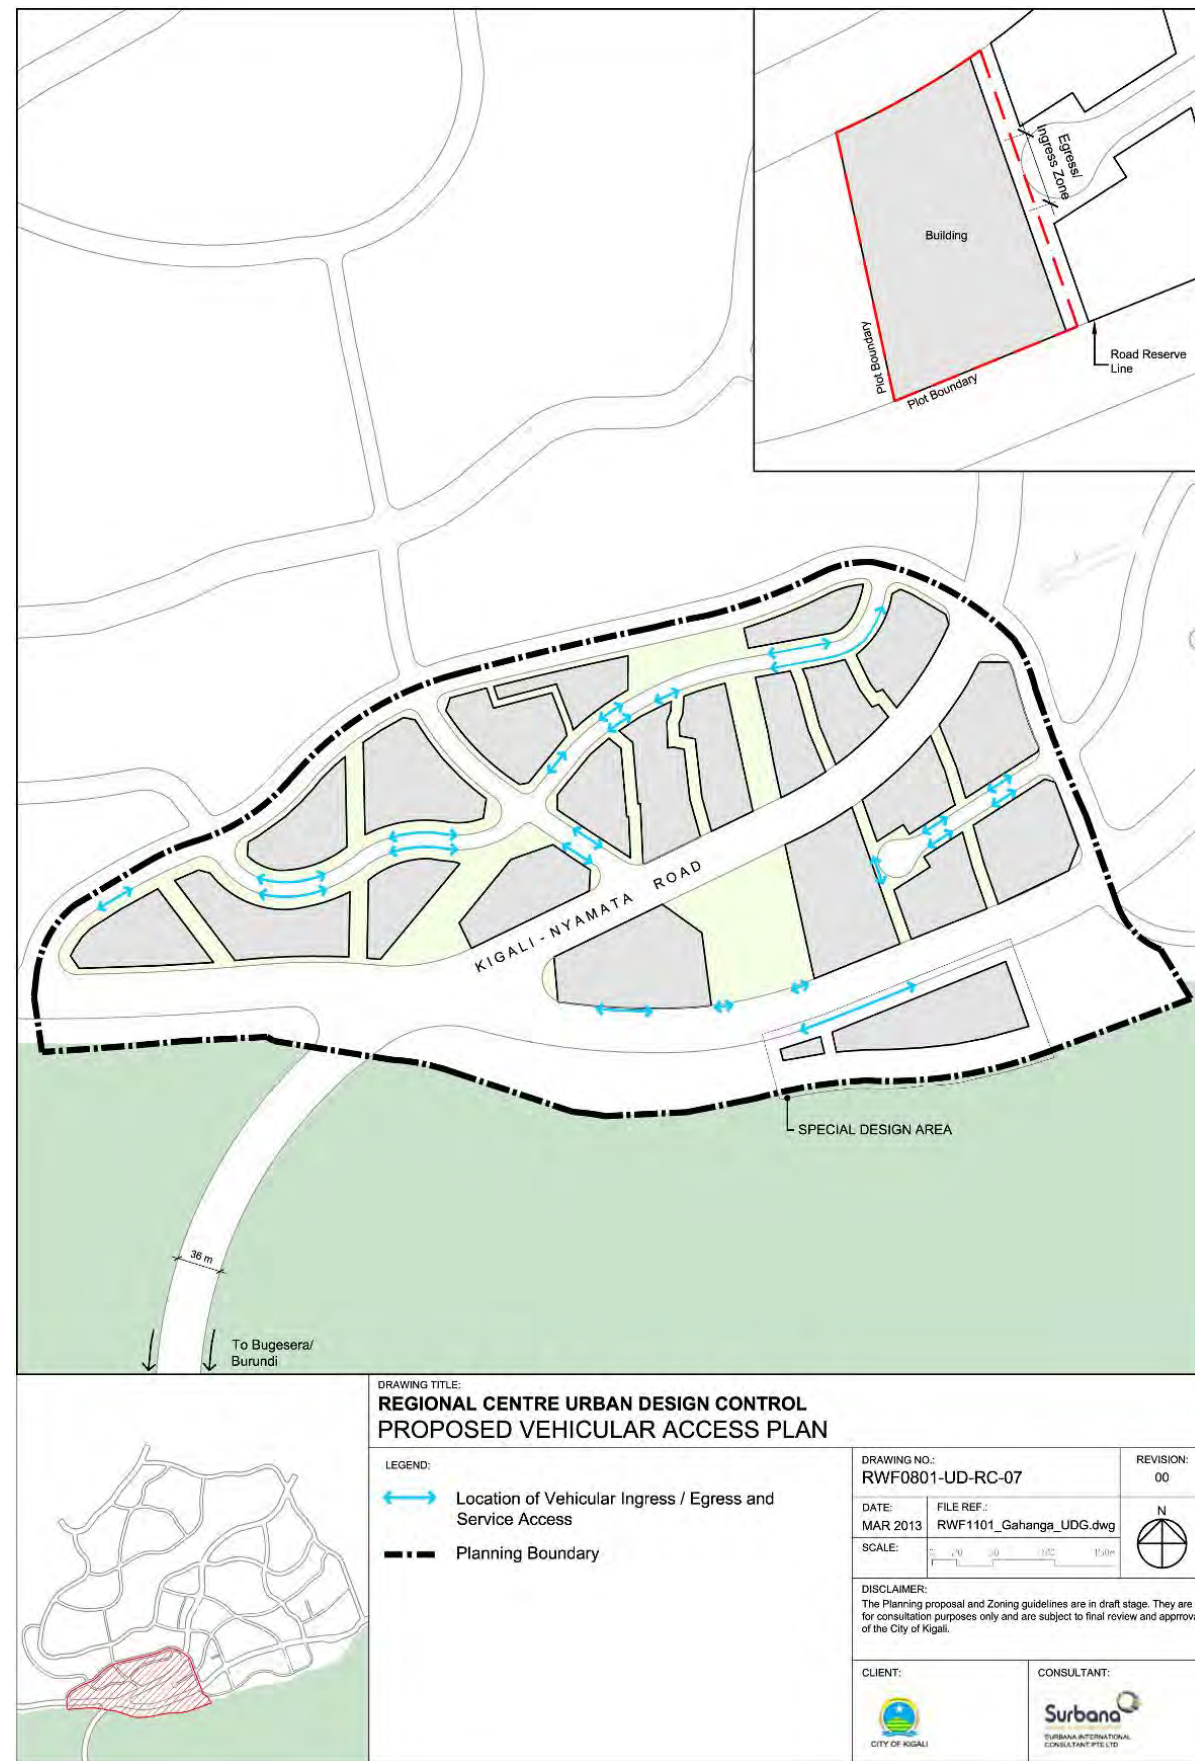 Egress/
Ingress Zone
Building
Plot Boundary
Plot Boundary
Road Reserve
Line
KIGALI - NYAMATA ROAD
SPECIAL DESIGN AREA
36 m
To Bugesera/
Burundi
DRAWING TITLE:
REGIONAL CENTRE URBAN DESIGN CONTROL
PROPOSED VEHICULAR ACCESS PLAN
LEGEND:
Location of Vehicular Ingress / Egress and
Service Access
Planning Boundary
DRAWING NO.:
RWF0801-UD-RC-07
REVISION:
00
DATE:
MAR 2013
FILE REF.:
RWF1101_Gahanga_UDG.dwg
N
SCALE:
DISCLAIMER:
The Planning proposal and Zoning guidelines are in draft stage. They are
for consultation purposes only and are subject to final review and approva
of the City of Kigali.
CLIENT:
CITY OF KIGALI
CONSULTANT:
Surbana
SURBANA INTERNATIONAL
CONSULTANT PTE LTD